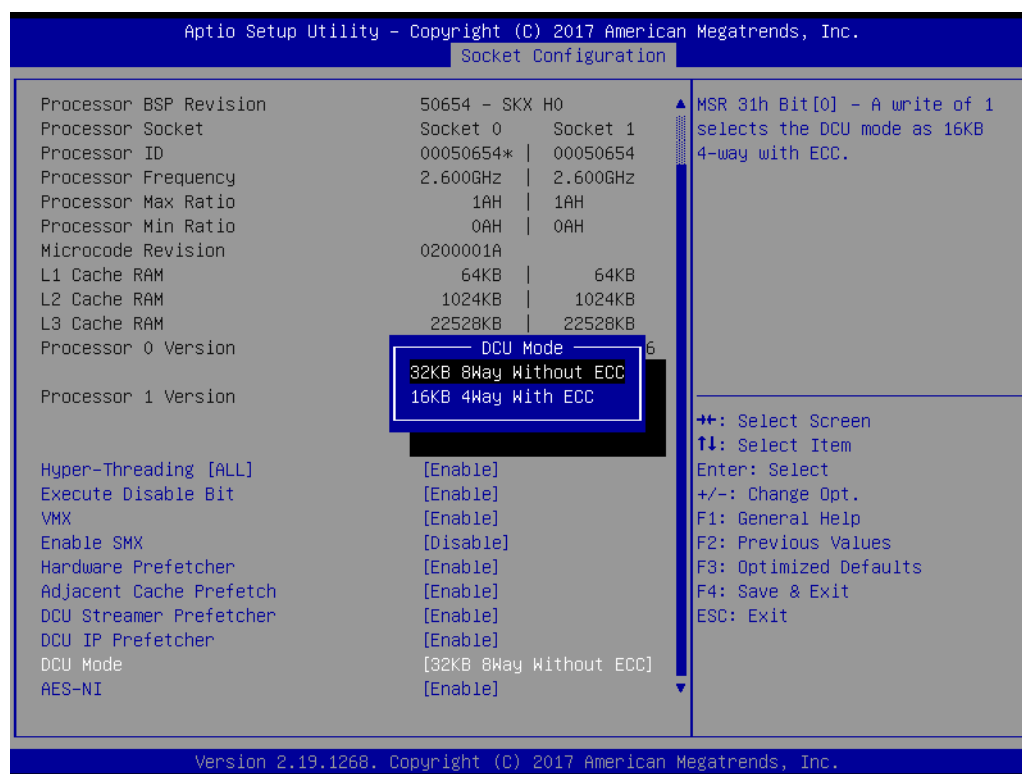 Aptio Setup Utility – Copyright (C) 2017 American Megatrends, Inc.
Socket Configuration
Processor BSP Revision 50654 – SKX H0
Processor Socket Socket 0 Socket 1
Processor ID 00050654* | 00050654
Processor Frequency 2.600GHz | 2.600GHz
Processor Max Ratio 1AH | 1AH
Processor Min Ratio 0AH | 0AH
Microcode Revision 0200001A
L1 Cache RAM 64KB | 64KB
L2 Cache RAM 1024KB | 1024KB
L3 Cache RAM 22528KB | 22528KB
Processor 0 Version 6
Processor 1 Version
DCU Mode
32KB 8Way Without ECC
16KB 4Way With ECC
Hyper-Threading [ALL] [Enable]
Execute Disable Bit [Enable]
VMX [Enable]
Enable SMX [Disable]
Hardware Prefetcher [Enable]
Adjacent Cache Prefetch [Enable]
DCU Streamer Prefetcher [Enable]
DCU IP Prefetcher [Enable]
DCU Mode [32KB 8Way Without ECC]
AES-NI [Enable]
MSR 31h Bit[0] – A write of 1
selects the DCU mode as 16KB
4-way with ECC.
→←: Select Screen
↑↓: Select Item
Enter: Select
+/-: Change Opt.
F1: General Help
F2: Previous Values
F3: Optimized Defaults
F4: Save & Exit
ESC: Exit
Version 2.19.1268. Copyright (C) 2017 American Megatrends, Inc.